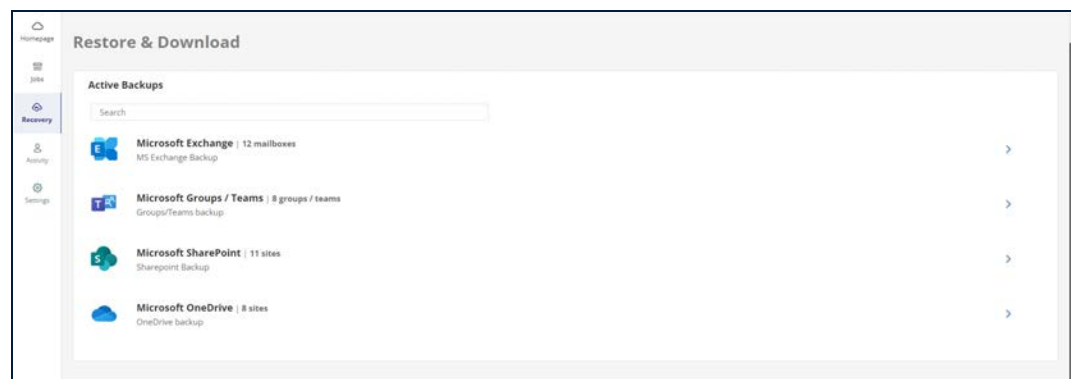 Homepage
Jobs
Recovery
Activity
Settings
Restore & Download
Active Backups
Search
Microsoft Exchange | 12 mailboxes
MS Exchange Backup
Microsoft Groups / Teams | 8 groups / teams
Groups/Teams backup
Microsoft SharePoint | 11 sites
Sharepoint Backup
Microsoft OneDrive | 8 sites
OneDrive backup